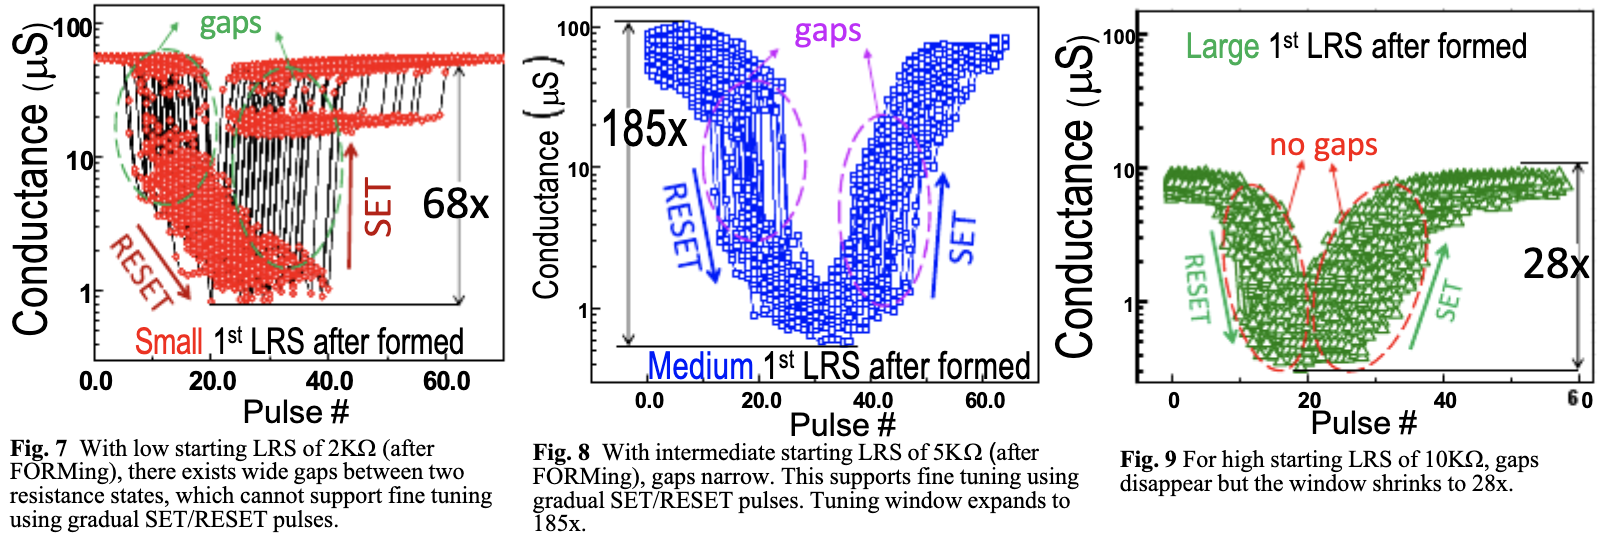 gaps
100
10
1
Conductance (μS)
RESET
SET
68x
Small 1st LRS after formed
0.0 20.0 40.0 60.0
Pulse #
Fig. 7 With low starting LRS of 2KΩ (after
FORMing), there exists wide gaps between two
resistance states, which cannot support fine tuning
using gradual SET/RESET pulses.
gaps
100
10
1
Conductance (μS)
185x
RESET
SET
Medium 1st LRS after formed
0.0 20.0 40.0 60.0
Pulse #
Fig. 8 With intermediate starting LRS of 5KΩ (after
FORMing), gaps narrow. This supports fine tuning using
gradual SET/RESET pulses. Tuning window expands to
185x.
Large 1st LRS after formed
100
10
1
Conductance (μS)
no gaps
RESET
SET
28x
0 20 40 6 0
Pulse #
Fig. 9 For high starting LRS of 10KΩ, gaps
disappear but the window shrinks to 28x.